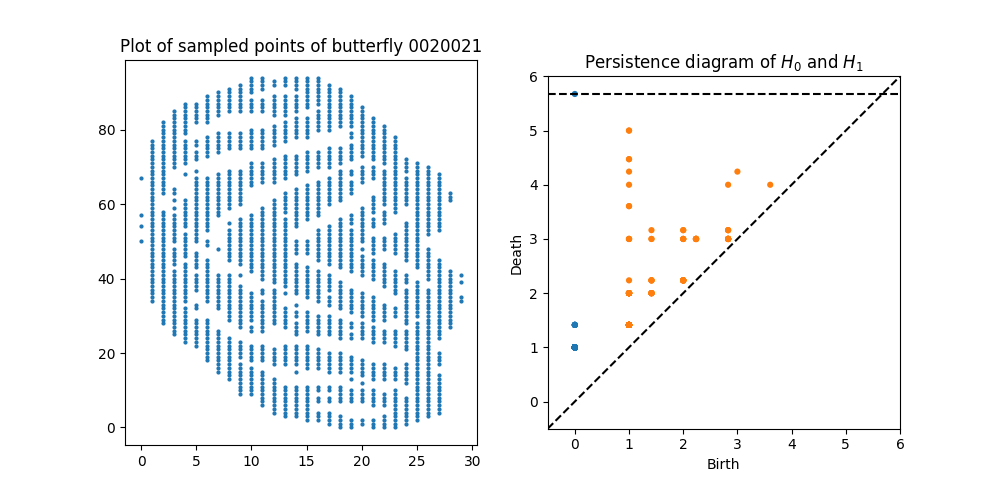 Plot of sampled points of butterfly 0020021
80
60
40
20
0
0 5 10 15 20 25 30
Persistence diagram of $H_0$ and $H_1$
6
5
4
3
2
1
0
Death
0 1 2 3 4 5 6
Birth